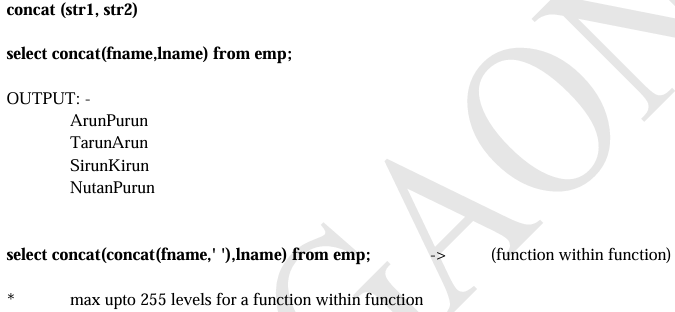 concat (str1, str2)
select concat(fname,lname) from emp;
OUTPUT: -
ArunPurun
TarunArun
SirunKirun
NutanPurun
select concat(concat(fname,' '),lname) from emp; -> (function within function)
* max upto 255 levels for a function within function
GAON